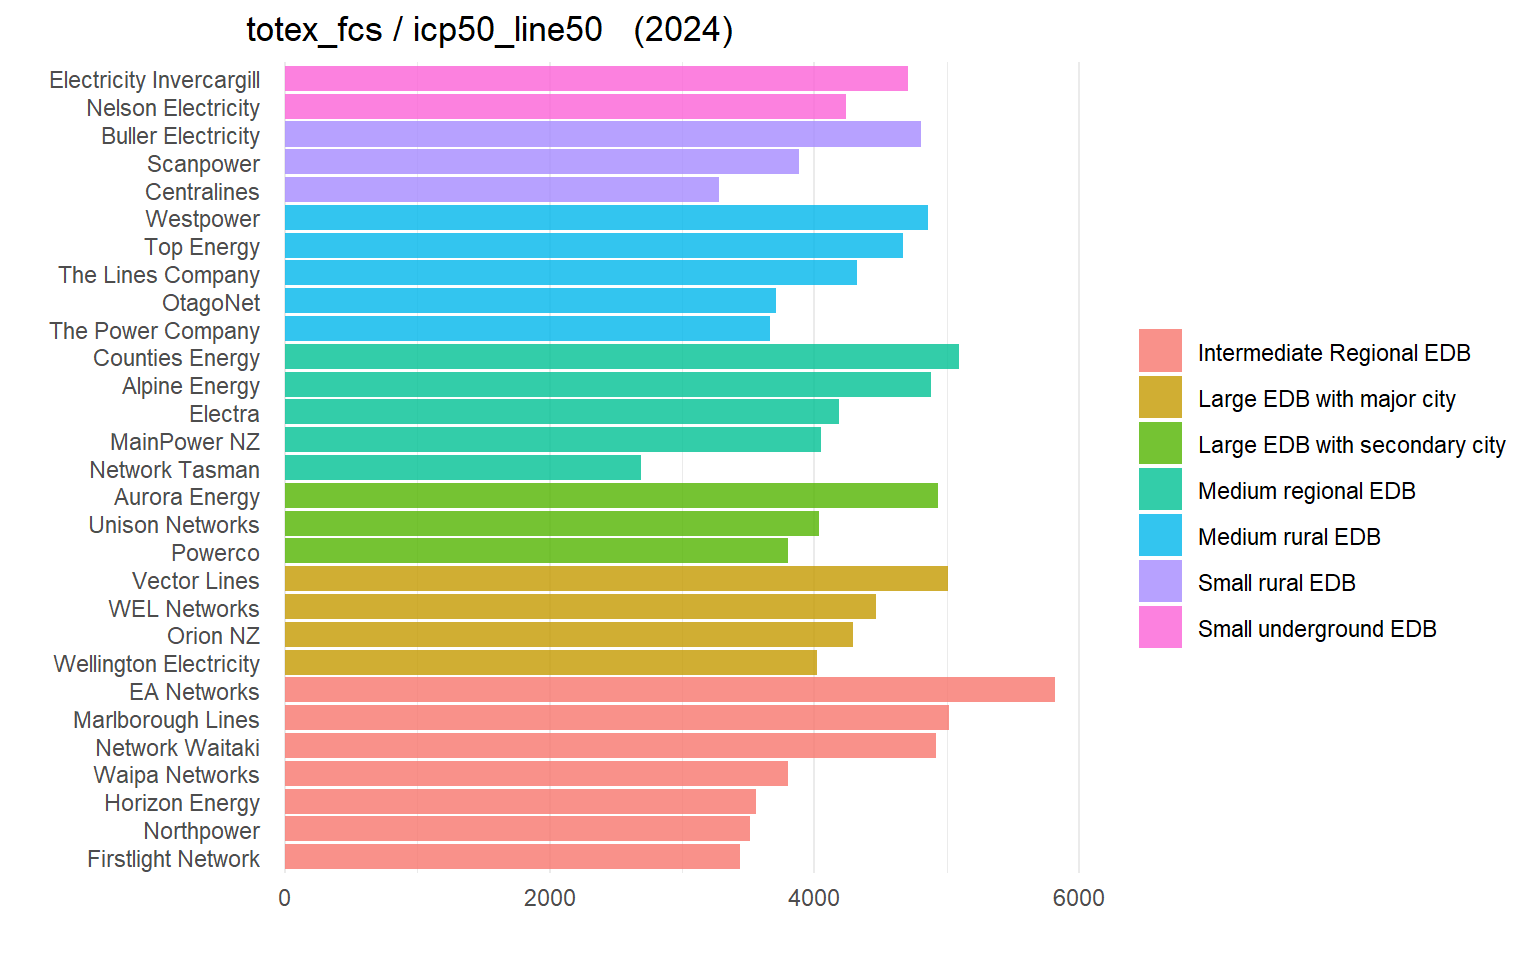 totex_fcs / icp50_line50   (2024)
Electricity Invercargill
Nelson Electricity
Buller Electricity
Scanpower
Centralines
Westpower
Top Energy
The Lines Company
OtagoNet
The Power Company
Counties Energy
Alpine Energy
Electra
MainPower NZ
Network Tasman
Aurora Energy
Unison Networks
Powerco
Vector Lines
WEL Networks
Orion NZ
Wellington Electricity
EA Networks
Marlborough Lines
Network Waitaki
Waipa Networks
Horizon Energy
Northpower
Firstlight Network
0 2000 4000 6000
Intermediate Regional EDB
Large EDB with major city
Large EDB with secondary city
Medium regional EDB
Medium rural EDB
Small rural EDB
Small underground EDB